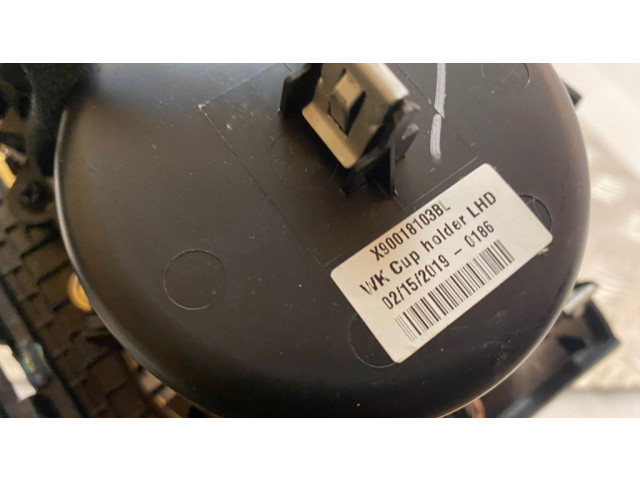 X90018103BL
WK Cup holder LHD
02/15/2019 - 0186